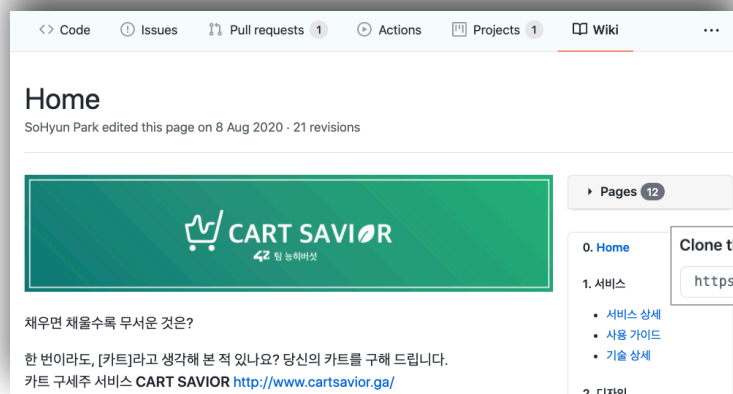 <> Code
Issues
Pull requests 1
Actions
Projects 1
Wiki
...
Home
SoHyun Park edited this page on 8 Aug 2020 · 21 revisions
CART SAVIOR
42 팀 능히버섯
채우면 채울수록 무서운 것은?
한 번이라도, [카트]라고 생각해 본 적 있나요? 당신의 카트를 구해 드립니다.
카트 구세주 서비스 CART SAVIOR http://www.cartsavior.ga/
Pages 12
0. Home
1. 서비스
• 서비스 상세
• 사용 가이드
• 기술 상세
2. 디자인
Clone t
https